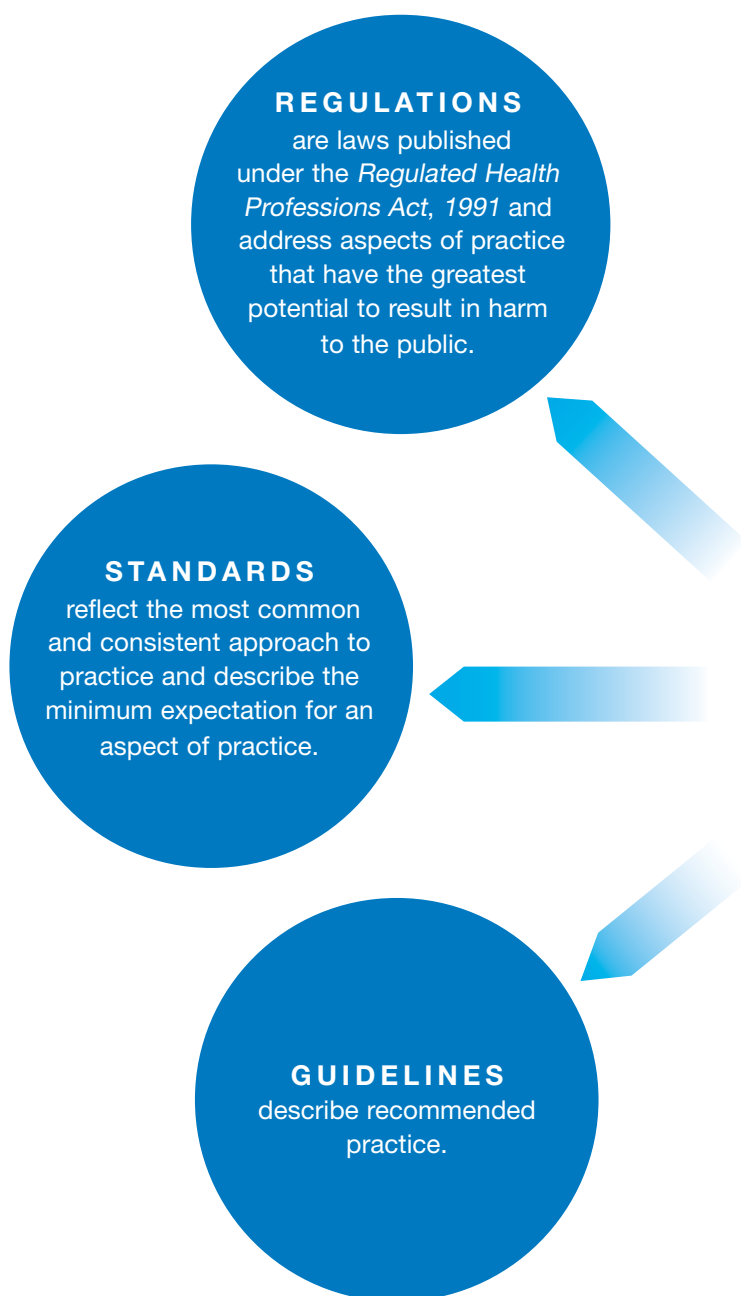 REGULATIONS
are laws published
under the Regulated Health
Professions Act, 1991 and
address aspects of practice
that have the greatest
potential to result in harm
to the public.
STANDARDS
reflect the most common
and consistent approach to
practice and describe the
minimum expectation for an
aspect of practice.
GUIDELINES
describe recommended
practice.